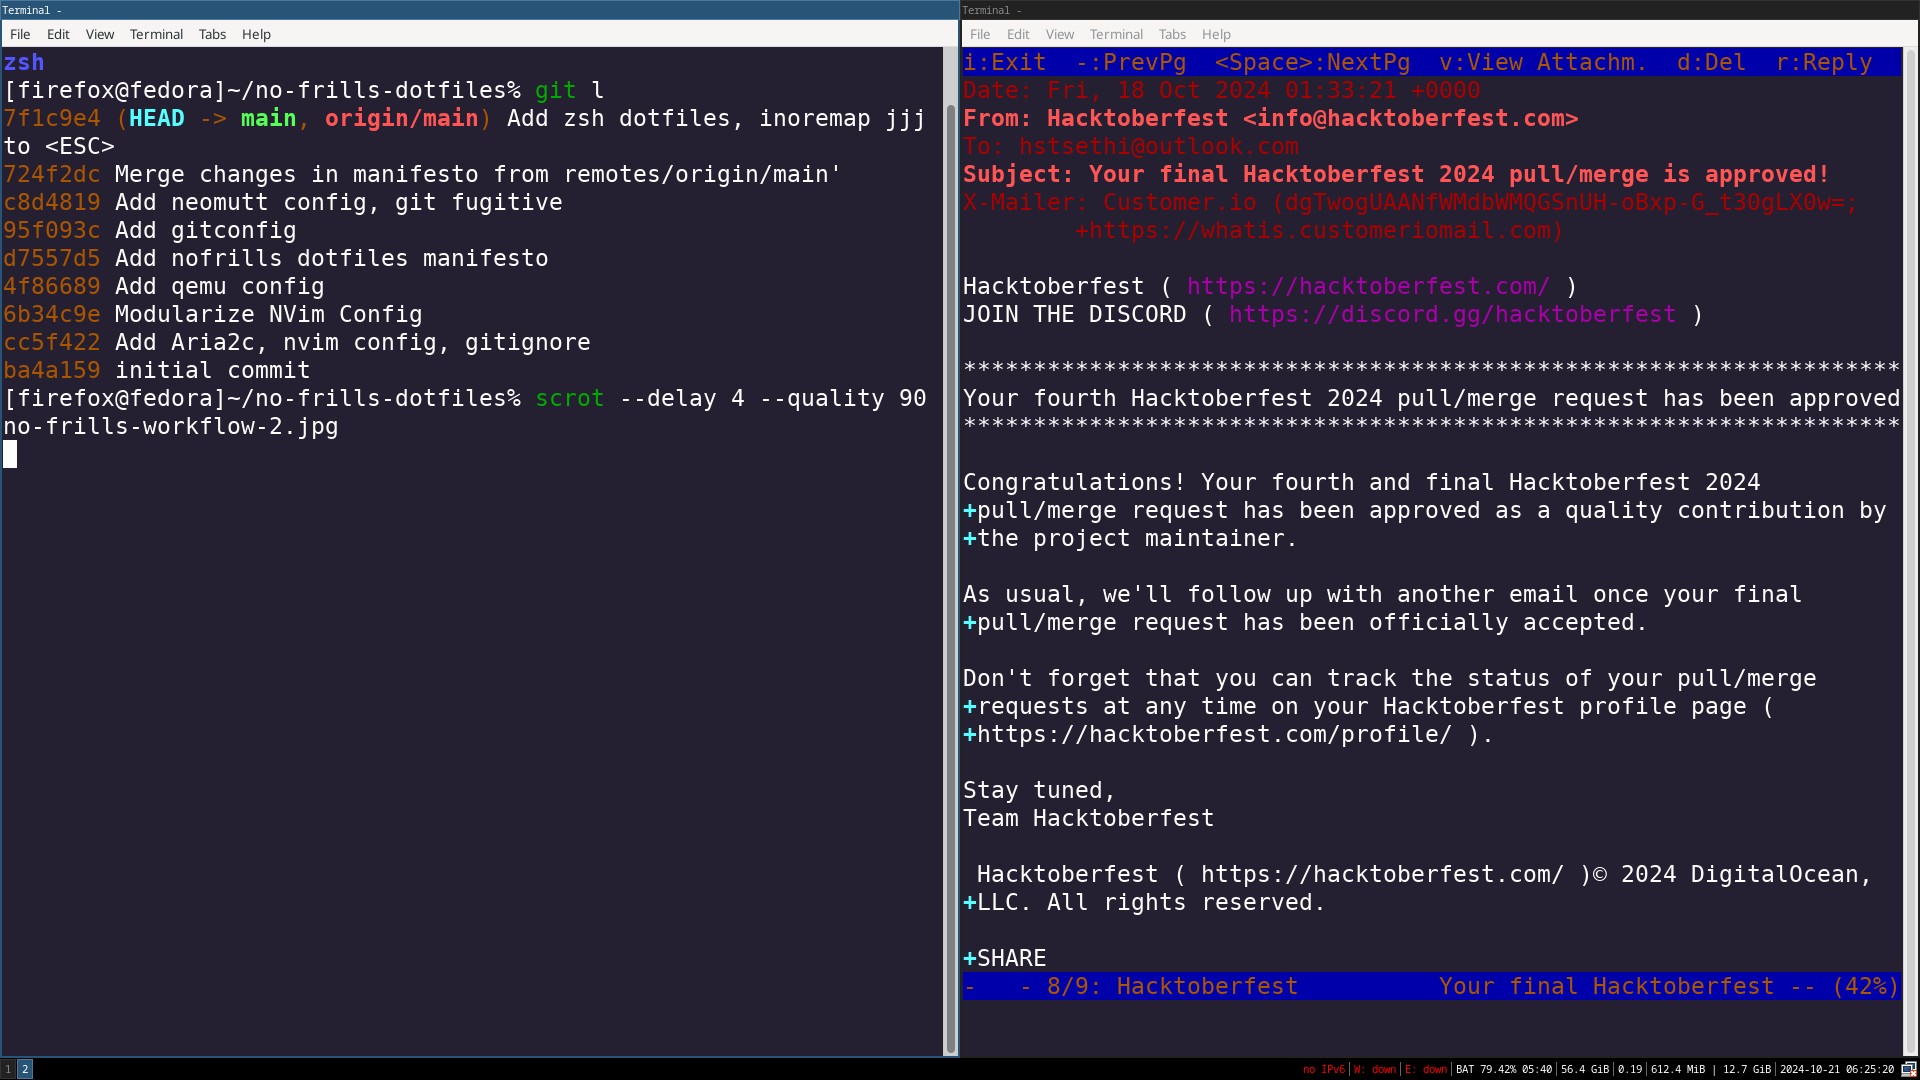 Terminal -
File Edit View Terminal Tabs Help
zsh
[firefox@fedora]~/no-frills-dotfiles% git l
7f1c9e4 (HEAD -> main, origin/main) Add zsh dotfiles, inoremap jjj
to <ESC>
724f2dc Merge changes in manifesto from remotes/origin/main'
c8d4819 Add neomutt config, git fugitive
95f093c Add gitconfig
d7557d5 Add nofrills dotfiles manifesto
4f86689 Add qemu config
6b34c9e Modularize NVim Config
cc5f422 Add Aria2c, nvim config, gitignore
ba4a159 initial commit
[firefox@fedora]~/no-frills-dotfiles% scrot --delay 4 --quality 90
no-frills-workflow-2.jpg
Terminal -
File Edit View Terminal Tabs Help
i:Exit  -:PrevPg  <Space>:NextPg  v:View Attachm.  d:Del  r:Reply
Date: Fri, 18 Oct 2024 01:33:21 +0000
From: Hacktoberfest <info@hacktoberfest.com>
To: hstsethi@outlook.com
Subject: Your final Hacktoberfest 2024 pull/merge is approved!
X-Mailer: Customer.io (dgTwogUAANfWMdbWMQGSnUH-oBxp-G_t30gLX0w=;
+https://whatis.customeriomail.com)
Hacktoberfest ( https://hacktoberfest.com/ )
JOIN THE DISCORD ( https://discord.gg/hacktoberfest )
*******************************************************************
Your fourth Hacktoberfest 2024 pull/merge request has been approved
*******************************************************************
Congratulations! Your fourth and final Hacktoberfest 2024
+pull/merge request has been approved as a quality contribution by
+the project maintainer.
As usual, we'll follow up with another email once your final
+pull/merge request has been officially accepted.
Don't forget that you can track the status of your pull/merge
+requests at any time on your Hacktoberfest profile page (
+https://hacktoberfest.com/profile/ ).
Stay tuned,
Team Hacktoberfest
Hacktoberfest ( https://hacktoberfest.com/ )© 2024 DigitalOcean,
+LLC. All rights reserved.
+SHARE
-   - 8/9: Hacktoberfest          Your final Hacktoberfest -- (42%)
1 2
no IPv6|W: down|E: down|BAT 79.42% 05:40|56.4 GiB|0.19|612.4 MiB | 12.7 GiB|2024-10-21 06:25:20